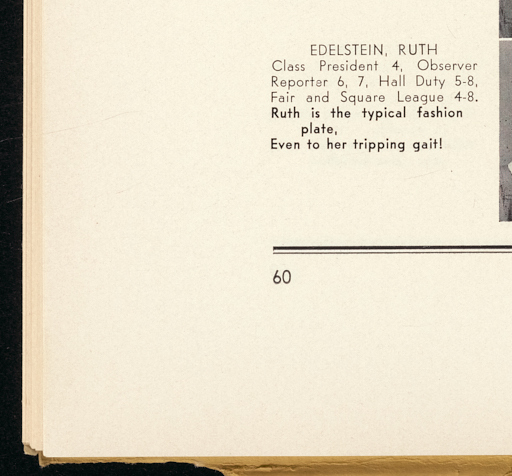 EDELSTEIN, RUTH
Class President 4, Observer
Reporter 6, 7, Hall Duty 5-8,
Fair and Square League 4-8.
Ruth is the typical fashion
plate,
Even to her tripping gait!
60